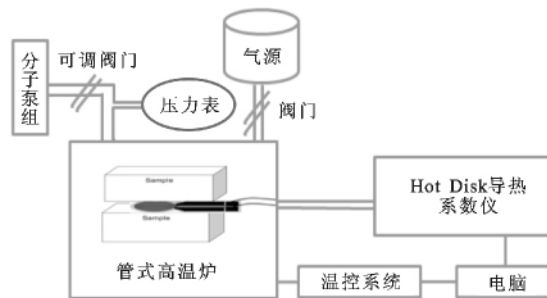 分子泵组
可调阀门
压力表
气源
阀门
Sample
Sample
管式高温炉
Hot Disk导热
系数仪
温控系统
电脑